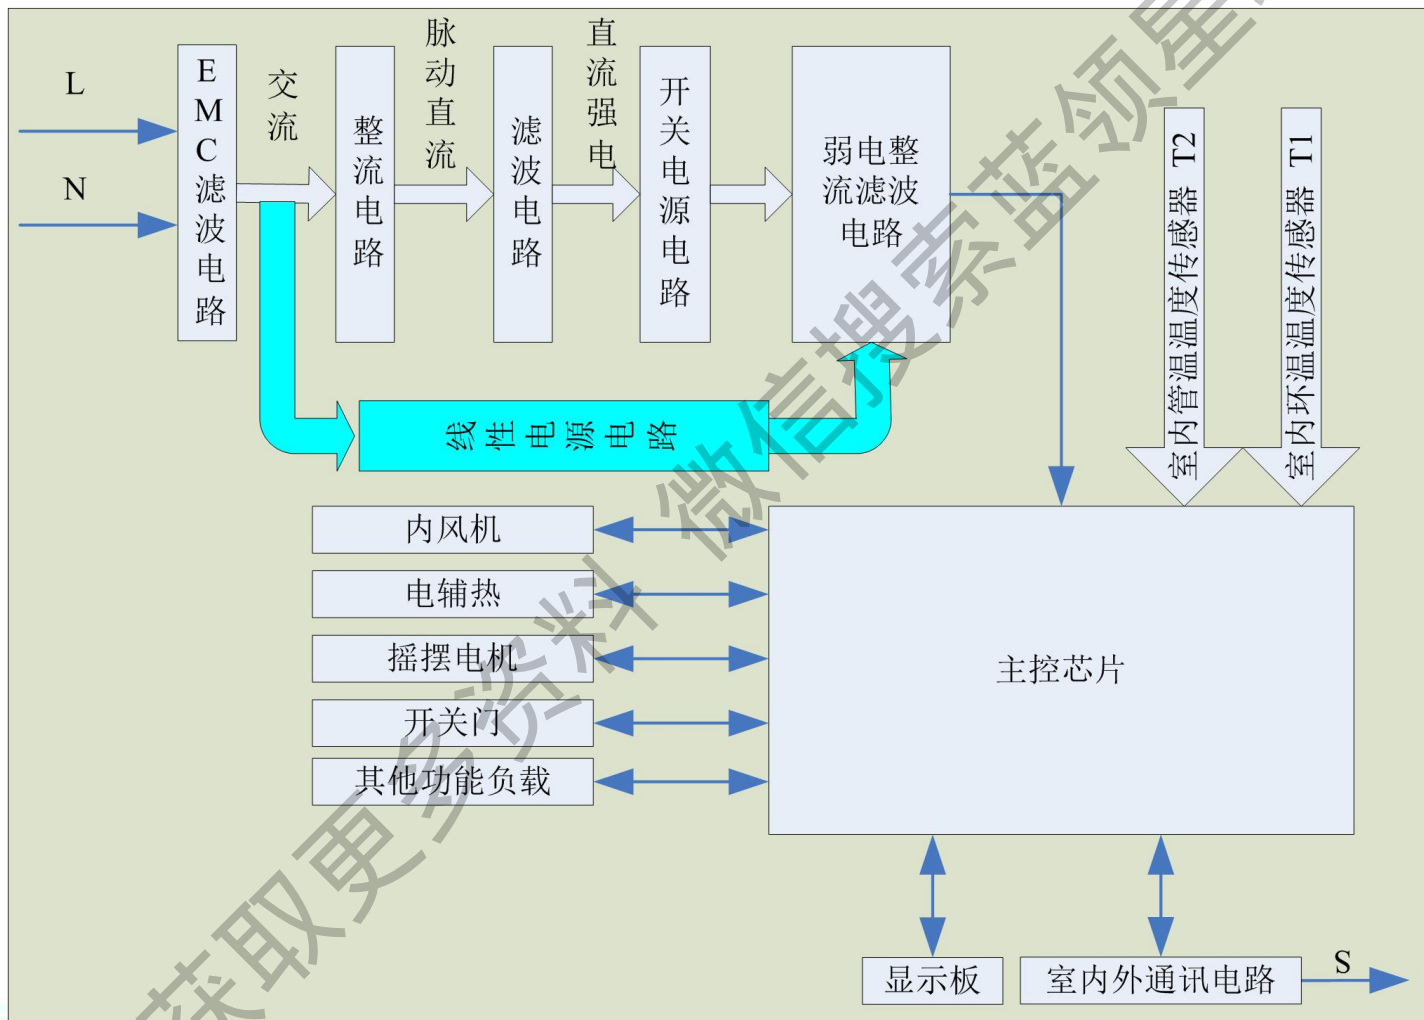 L
N
EMC滤波电路
交流
整流电路
脉动直流
滤波电路
直流强电
开关电源电路
弱电整
流滤波
电路
室内管温温度传感器 T2
室内环温温度传感器 T1
线性电源电路
内风机
电辅热
摇摆电机
开关门
其他功能负载
主控芯片
显示板
室内外通讯电路
S
获取更多资料 微信搜索蓝领星